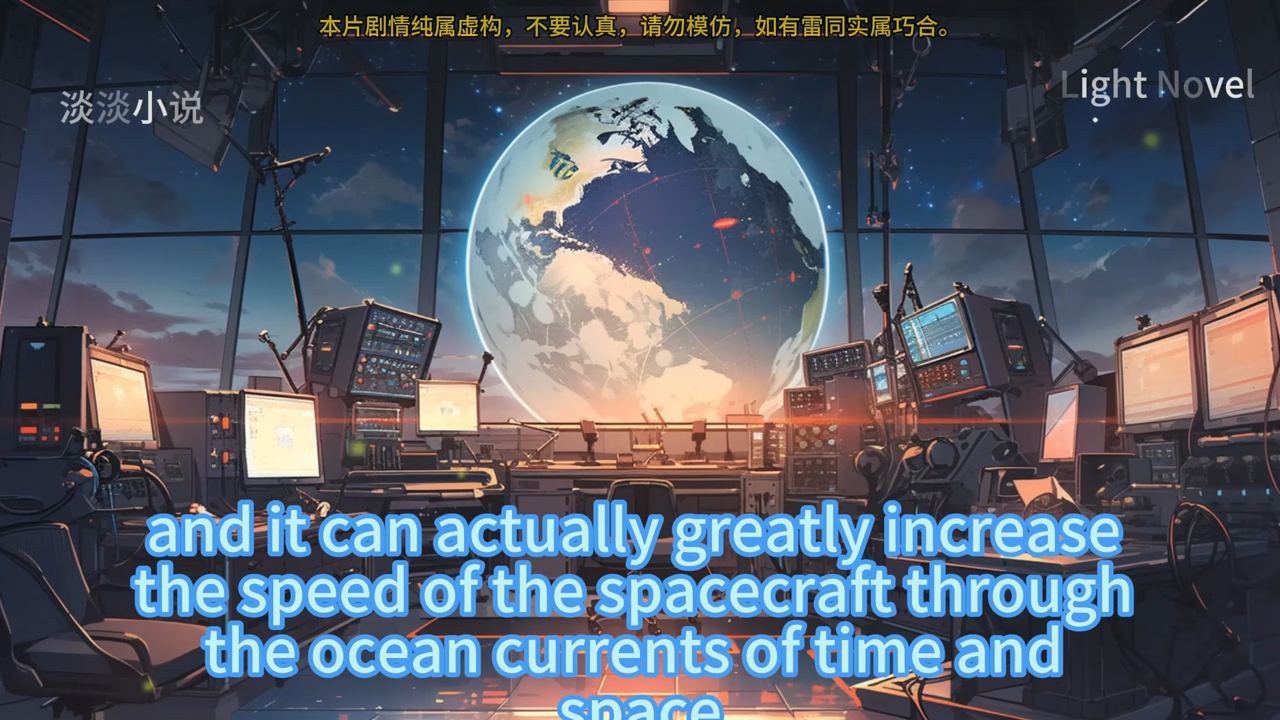 本片剧情纯属虚构，不要认真，请勿模仿，如有雷同实属巧合。
淡淡小说
Light Novel
and it can actually greatly increase
the speed of the spacecraft through
the ocean currents of time and
space